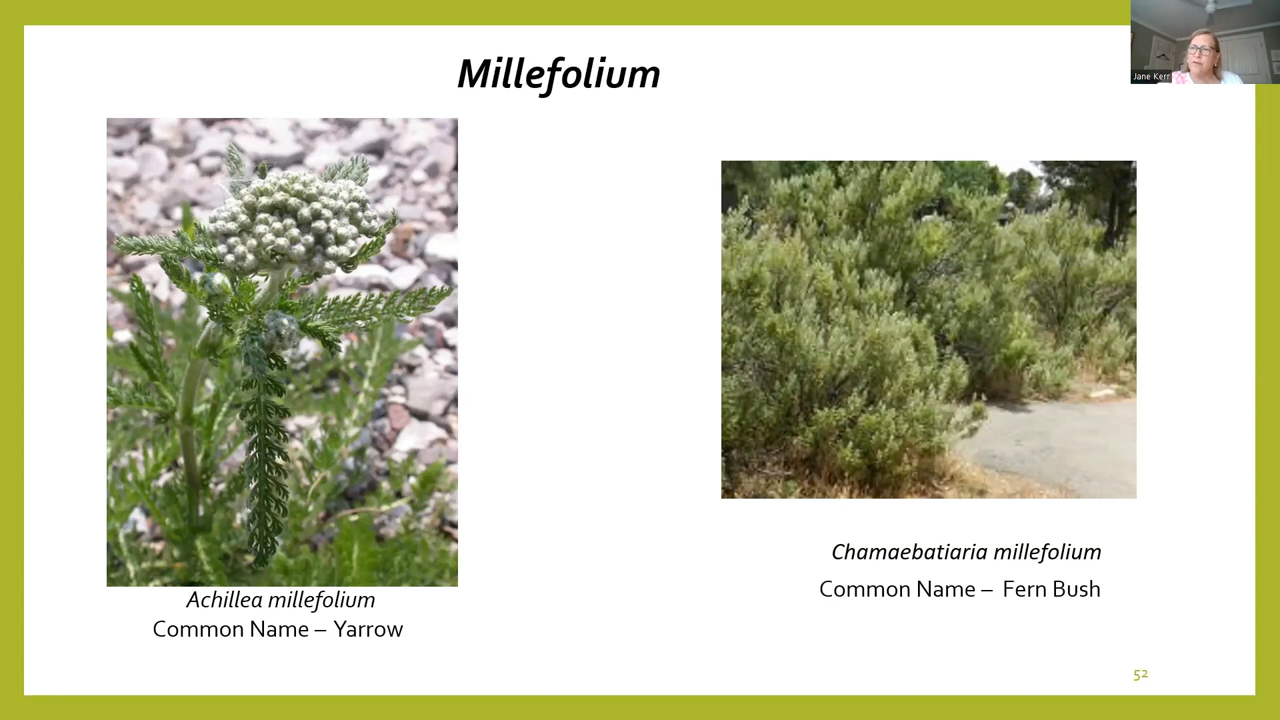 Millefolium
Jane Kerr
Achillea millefolium
Common Name – Yarrow
Chamaebatiaria millefolium
Common Name – Fern Bush
52